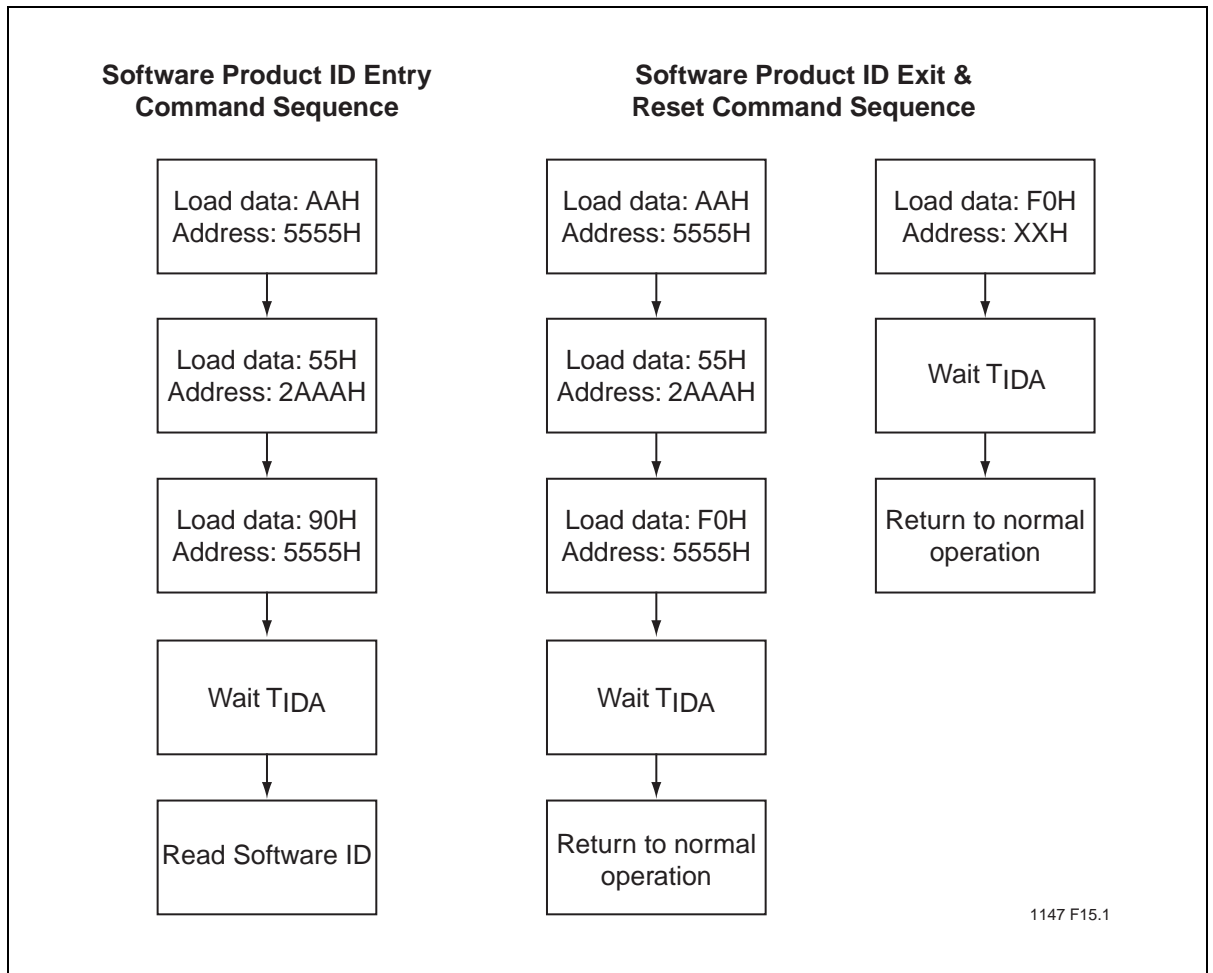 Software Product ID Entry
Command Sequence
Load data: AAH
Address: 5555H
Load data: 55H
Address: 2AAAH
Load data: 90H
Address: 5555H
Wait TIDA
Read Software ID
Software Product ID Exit &
Reset Command Sequence
Load data: AAH
Address: 5555H
Load data: 55H
Address: 2AAAH
Load data: F0H
Address: 5555H
Wait TIDA
Return to normal
operation
Load data: F0H
Address: XXH
Wait TIDA
Return to normal
operation
1147 F15.1